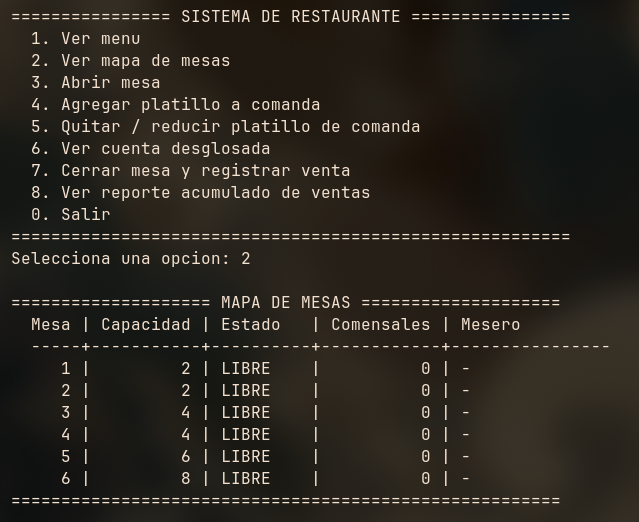 ================ SISTEMA DE RESTAURANTE ================
  1. Ver menu
  2. Ver mapa de mesas
  3. Abrir mesa
  4. Agregar platillo a comanda
  5. Quitar / reducir platillo de comanda
  6. Ver cuenta desglosada
  7. Cerrar mesa y registrar venta
  8. Ver reporte acumulado de ventas
  0. Salir
========================================================
Selecciona una opcion: 2

==================== MAPA DE MESAS ====================
  Mesa | Capacidad | Estado   | Comensales | Mesero
  -----+-----------+----------+------------+----------------
     1 |         2 | LIBRE    |          0 | -
     2 |         2 | LIBRE    |          0 | -
     3 |         4 | LIBRE    |          0 | -
     4 |         4 | LIBRE    |          0 | -
     5 |         6 | LIBRE    |          0 | -
     6 |         8 | LIBRE    |          0 | -
=======================================================